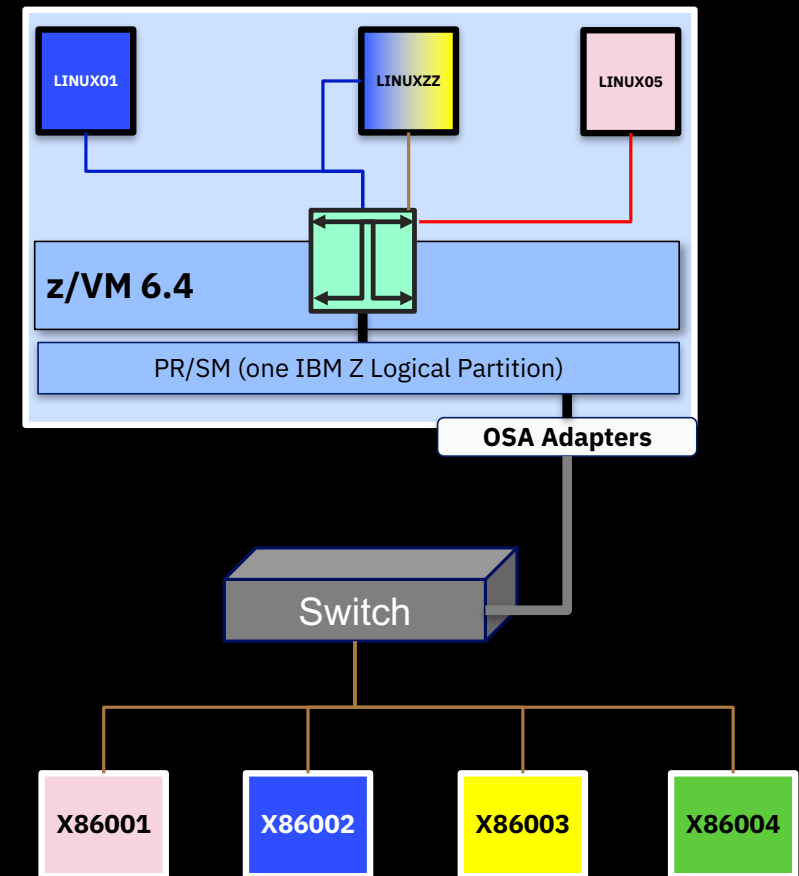 LINUX01
LINUXZZ
LINUX05
z/VM 6.4
PR/SM (one IBM Z Logical Partition)
OSA Adapters
Switch
X86001
X86002
X86003
X86004